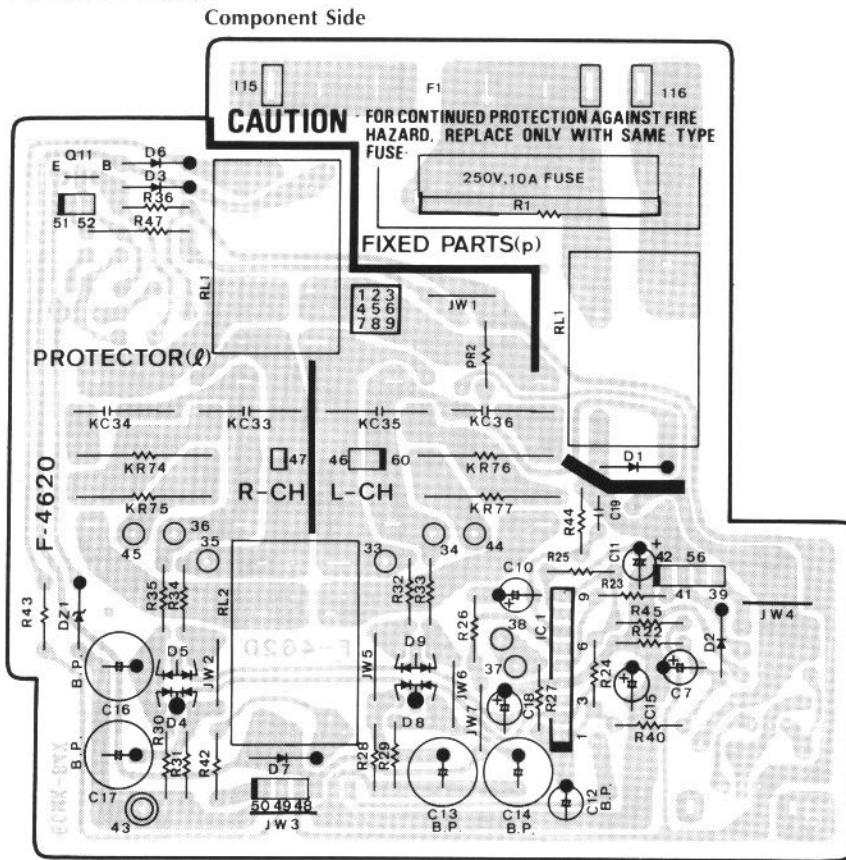 Component Side
115 F1 116
CAUTION FOR CONTINUED PROTECTION AGAINST FIRE
HAZARD, REPLACE ONLY WITH SAME TYPE
FUSE.
Q11 D6
E B
D3
R36
51 52 R47
250V,10A FUSE
R1
FIXED PARTS(p)
RL1
1 2 3
4 5 6
7 8 9
JW1
PR2
RL1
PROTECTOR(ℓ)
KC34 KC33 KC35 KC36
KR74 47 46 60 KR76
D1
R-CH L-CH
KR75 KR77
F-4620
R44 C19
45 36 35 33 34 44
R25 C11 + 42 56
R43 DZ1 R35 R34 RL2 R32 R33 C10 +
R23 41 39
IC1 9 6 3 1
R45
R22
JW4
D2
R26 38
37
D5 JW2 F-4620 JW5 D9
B.P. C16
D4 D8
JW6 JW7
C18 + R27 R24 C15 + C7 +
R40
R30 R31 R42 D7 R28 R29
B.P. C17
43
50 49 48
JW3
C13 B.P.
C14 B.P.
C12 B.P.